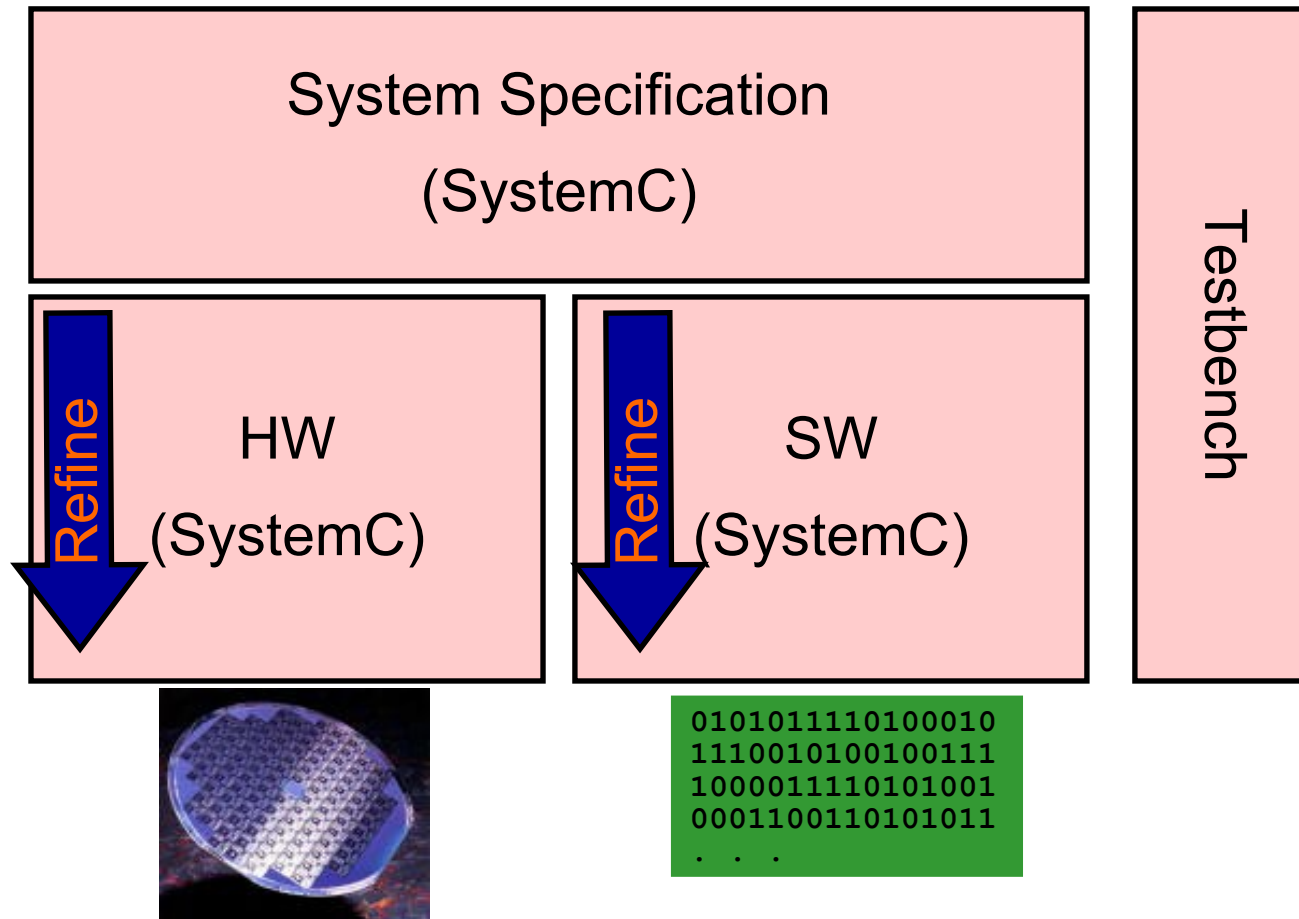 System Specification
(SystemC)
Testbench
Refine
HW
(SystemC)
Refine
SW
(SystemC)
0101011110100010
1110010100100111
1000011110101001
0001100110101011
. . .